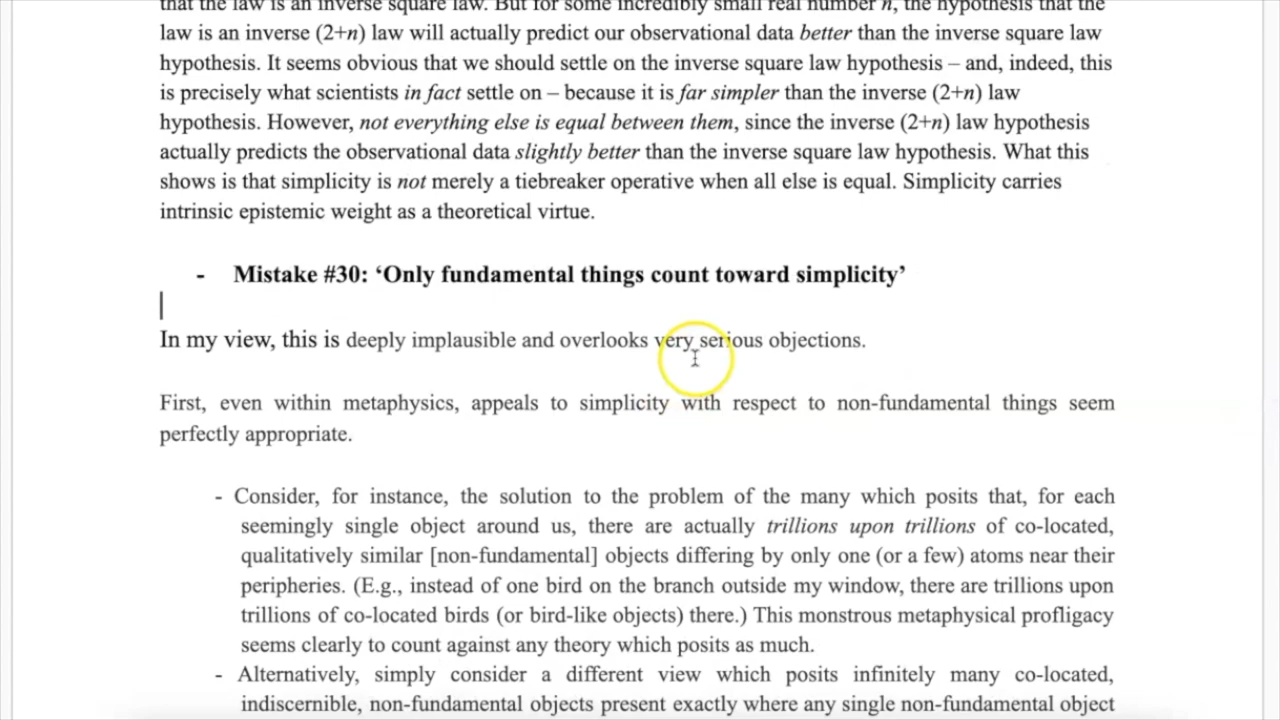 that the law is an inverse square law. But for some incredibly small real number n, the hypothesis that the
law is an inverse (2+n) law will actually predict our observational data better than the inverse square law
hypothesis. It seems obvious that we should settle on the inverse square law hypothesis – and, indeed, this
is precisely what scientists in fact settle on – because it is far simpler than the inverse (2+n) law
hypothesis. However, not everything else is equal between them, since the inverse (2+n) law hypothesis
actually predicts the observational data slightly better than the inverse square law hypothesis. What this
shows is that simplicity is not merely a tiebreaker operative when all else is equal. Simplicity carries
intrinsic epistemic weight as a theoretical virtue.
- Mistake #30: ‘Only fundamental things count toward simplicity’
In my view, this is deeply implausible and overlooks very serious objections.
First, even within metaphysics, appeals to simplicity with respect to non-fundamental things seem
perfectly appropriate.
- Consider, for instance, the solution to the problem of the many which posits that, for each
seemingly single object around us, there are actually trillions upon trillions of co-located,
qualitatively similar [non-fundamental] objects differing by only one (or a few) atoms near their
peripheries. (E.g., instead of one bird on the branch outside my window, there are trillions upon
trillions of co-located birds (or bird-like objects) there.) This monstrous metaphysical profligacy
seems clearly to count against any theory which posits as much.
- Alternatively, simply consider a different view which posits infinitely many co-located,
indiscernible, non-fundamental objects present exactly where any single non-fundamental object